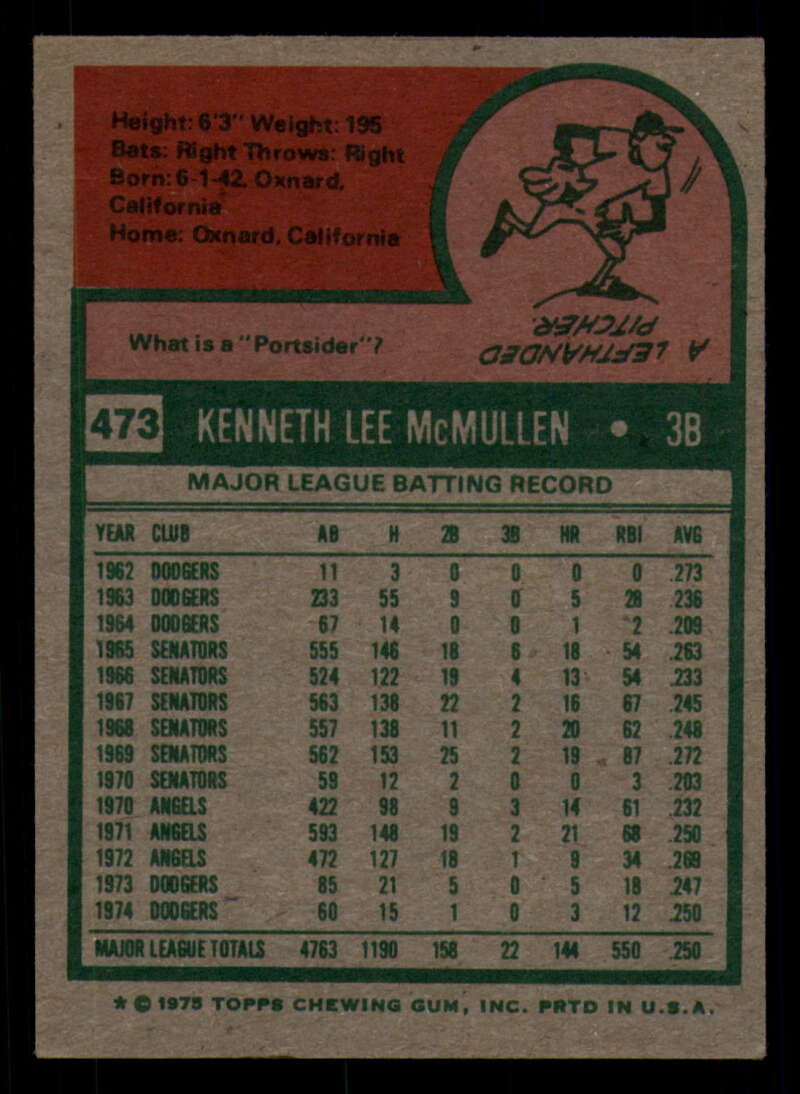 Height: 6'3" Weight: 195
Bats: Right Throws: Right
Born: 6-1-42, Oxnard,
California
Home: Oxnard, California
What is a "Portsider"?
A LEFTHANDED
PITCHER.
473 KENNETH LEE McMULLEN • 3B
MAJOR LEAGUE BATTING RECORD
YEAR CLUB AB H 2B 3B HR RBI AVG
1962 DODGERS 11 3 0 0 0 0 .273
1963 DODGERS 233 55 9 0 5 28 .236
1964 DODGERS 67 14 0 0 1 2 .209
1965 SENATORS 555 146 18 6 18 54 .263
1966 SENATORS 524 122 19 4 13 54 .233
1967 SENATORS 563 138 22 2 16 67 .245
1968 SENATORS 557 138 11 2 20 62 .248
1969 SENATORS 562 153 25 2 19 87 .272
1970 SENATORS 59 12 2 0 0 3 .203
1970 ANGELS 422 98 9 3 14 61 .232
1971 ANGELS 593 148 19 2 21 68 .250
1972 ANGELS 472 127 18 1 9 34 .269
1973 DODGERS 85 21 5 0 5 18 .247
1974 DODGERS 60 15 1 0 3 12 .250
MAJOR LEAGUE TOTALS 4763 1190 158 22 144 550 .250
* © 1975 TOPPS CHEWING GUM, INC. PRTD IN U.S.A.